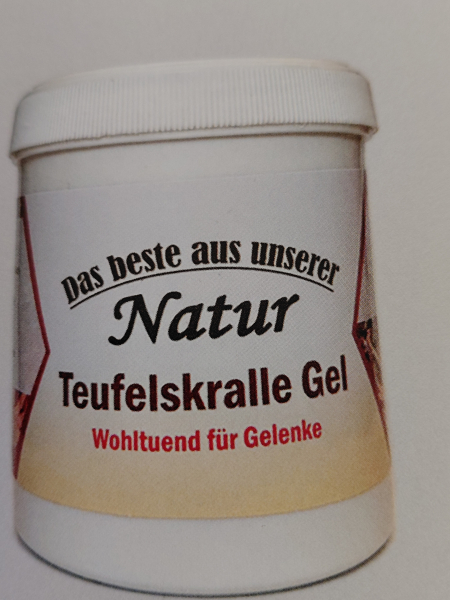 Das beste aus unserer
Natur
Teufelskralle Gel
Wohltuend für Gelenke